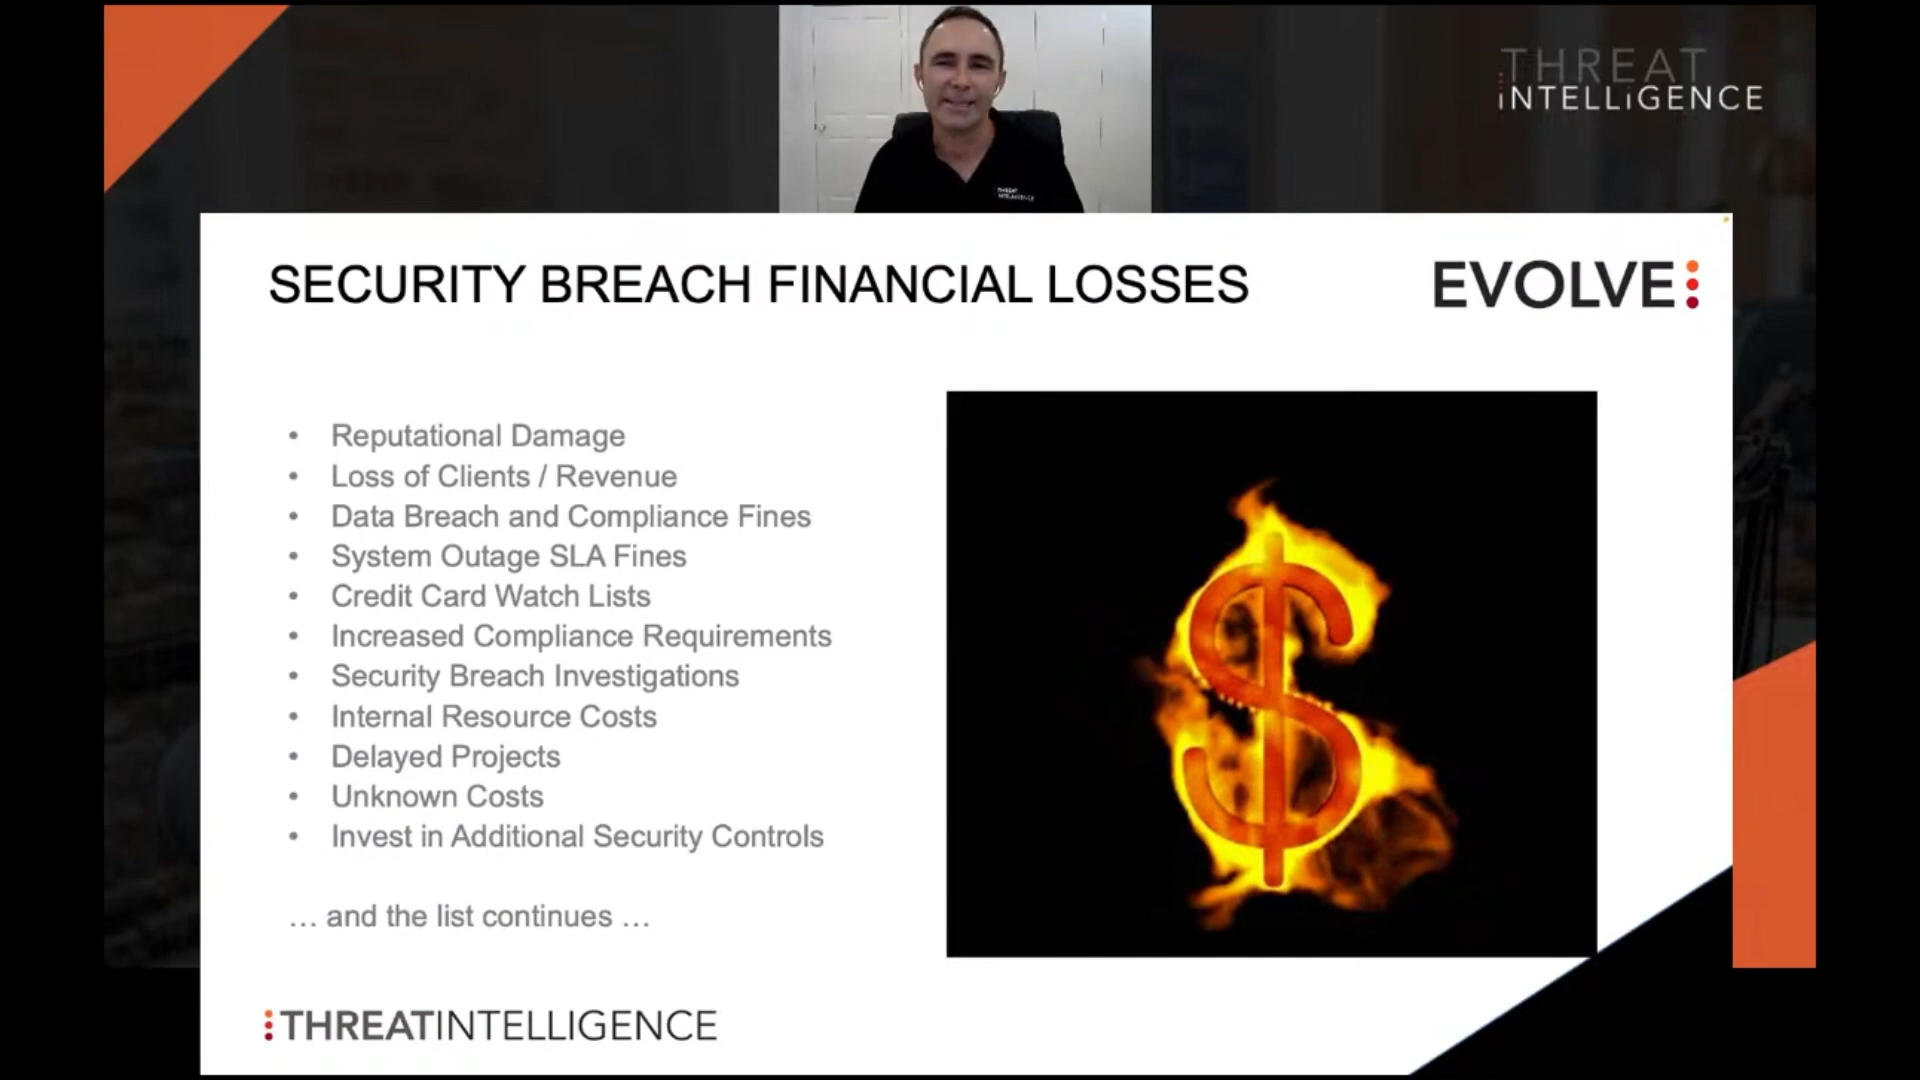 THREAT
INTELLIGENCE
THREAT
INTELLIGENCE
SECURITY BREACH FINANCIAL LOSSES
EVOLVE
• Reputational Damage
• Loss of Clients / Revenue
• Data Breach and Compliance Fines
• System Outage SLA Fines
• Credit Card Watch Lists
• Increased Compliance Requirements
• Security Breach Investigations
• Internal Resource Costs
• Delayed Projects
• Unknown Costs
• Invest in Additional Security Controls
… and the list continues …
THREATINTELLIGENCE